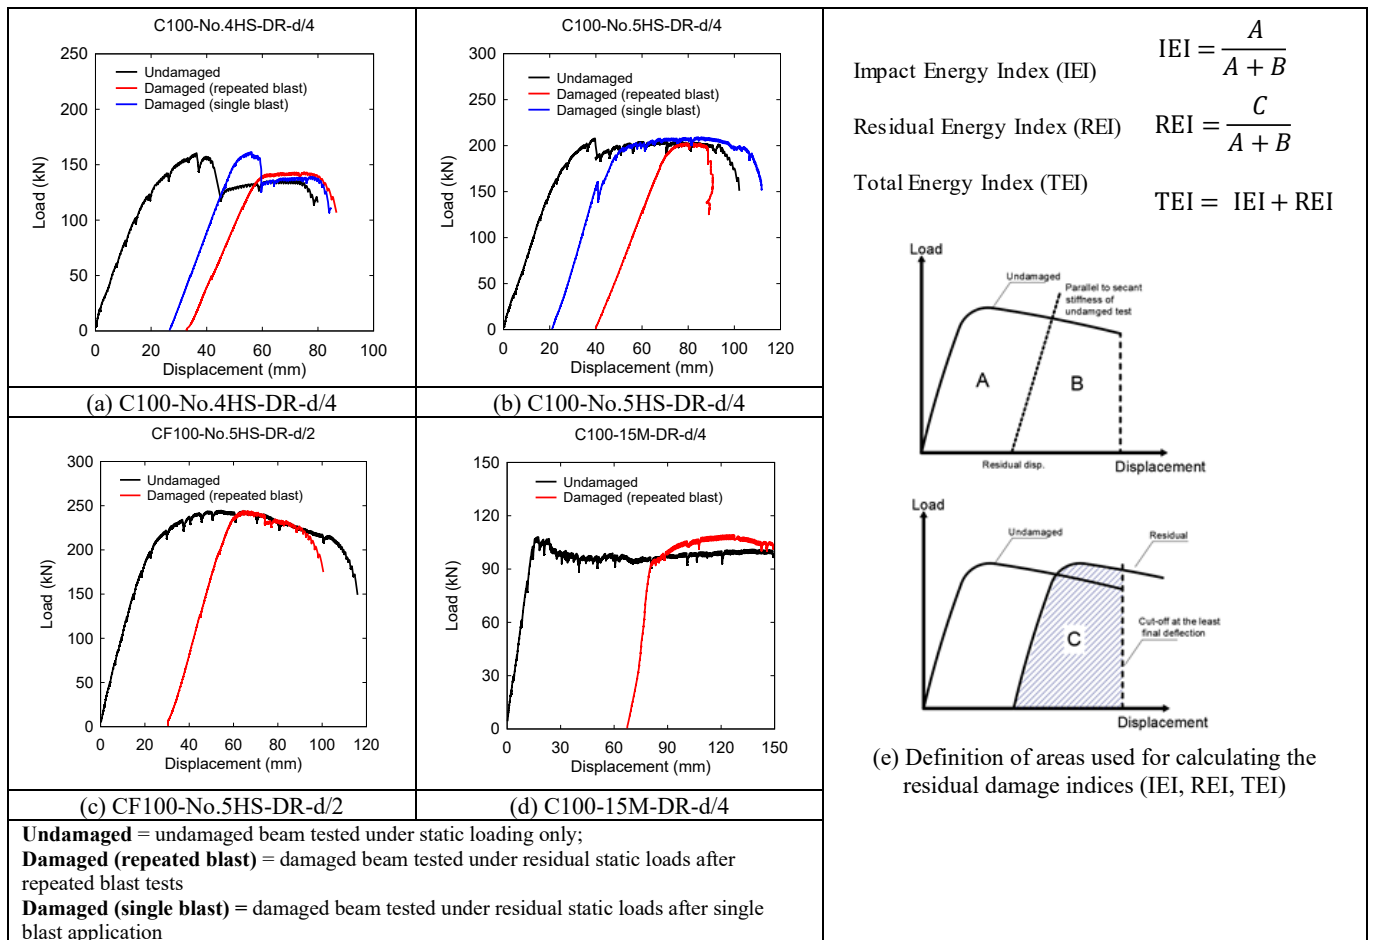 C100-No.4HS-DR-d/4
250
200
150
100
50
0
Load (kN)
Undamaged
Damaged (repeated blast)
Damaged (single blast)
0 20 40 60 80 100
Displacement (mm)
(a) C100-No.4HS-DR-d/4
C100-No.5HS-DR-d/4
300
250
200
150
100
50
0
Load (kN)
Undamaged
Damaged (repeated blast)
Damaged (single blast)
0 20 40 60 80 100 120
Displacement (mm)
(b) C100-No.5HS-DR-d/4
CF100-No.5HS-DR-d/2
300
250
200
150
100
50
0
Load (kN)
Undamaged
Damaged (repeated blast)
0 20 40 60 80 100 120
Displacement (mm)
(c) CF100-No.5HS-DR-d/2
C100-15M-DR-d/4
150
120
90
60
30
0
Load (kN)
Undamaged
Damaged (repeated blast)
0 30 60 90 120 150
Displacement (mm)
(d) C100-15M-DR-d/4
Undamaged = undamaged beam tested under static loading only;
Damaged (repeated blast) = damaged beam tested under residual static loads after
repeated blast tests
Damaged (single blast) = damaged beam tested under residual static loads after single
blast application
Impact Energy Index (IEI) IEI = A / A + B
Residual Energy Index (REI) REI = C / A + B
Total Energy Index (TEI) TEI = IEI + REI
Load
Undamaged
Parallel to secant
stiffness of
undamged test
A
B
Residual disp.
Displacement
Load
Undamaged
Residual
C
Cut-off at the least
final deflection
Displacement
(e) Definition of areas used for calculating the
residual damage indices (IEI, REI, TEI)